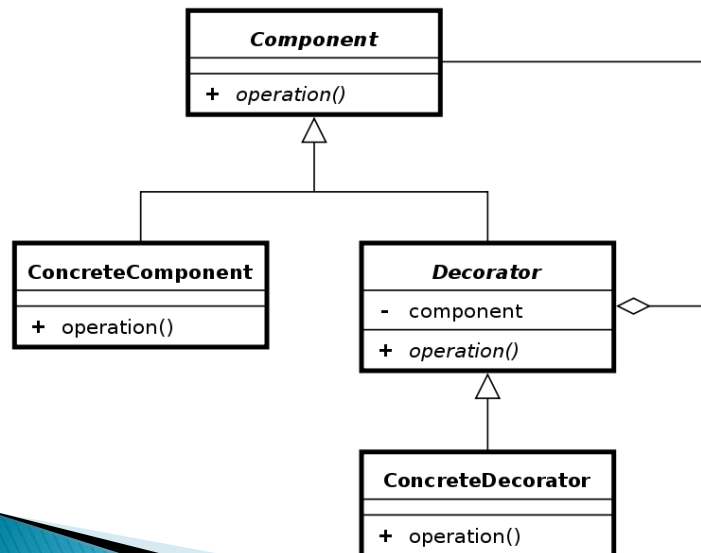 Component
+ operation()
ConcreteComponent
+ operation()
Decorator
- component
+ operation()
ConcreteDecorator
+ operation()